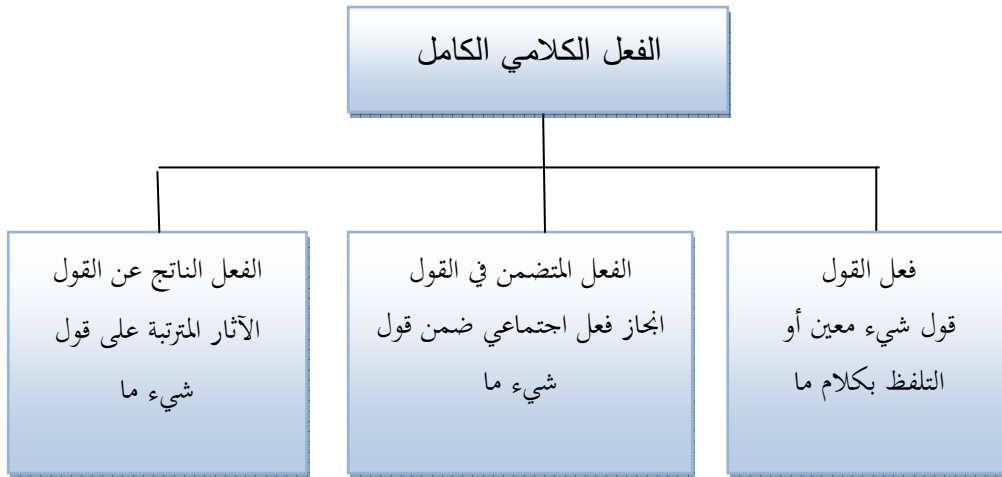 الفعل الكلامي الكامل
فعل القول
قول شيء معين أو
التلفظ بكلام ما
الفعل المتضمن في القول
انجاز فعل اجتماعي ضمن قول
شيء ما
الفعل الناتج عن القول
الآثار المترتبة على قول
شيء ما